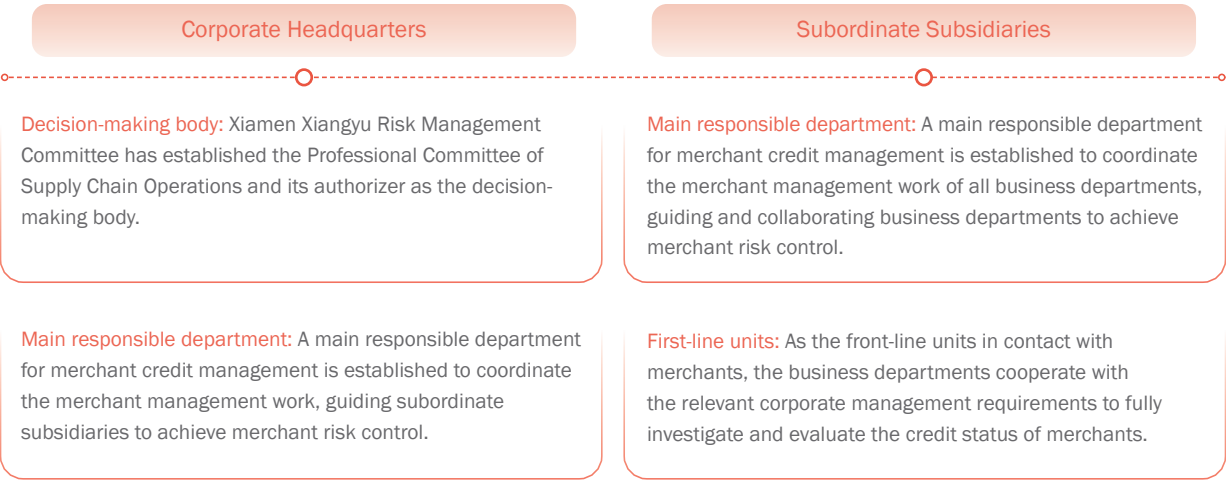 Corporate Headquarters
Decision-making body: Xiamen Xiangyu Risk Management
Committee has established the Professional Committee of
Supply Chain Operations and its authorizer as the decision-
making body.
Main responsible department: A main responsible department
for merchant credit management is established to coordinate
the merchant management work, guiding subordinate
subsidiaries to achieve merchant risk control.
Subordinate Subsidiaries
Main responsible department: A main responsible department
for merchant credit management is established to coordinate
the merchant management work of all business departments,
guiding and collaborating business departments to achieve
merchant risk control.
First-line units: As the front-line units in contact with
merchants, the business departments cooperate with
the relevant corporate management requirements to fully
investigate and evaluate the credit status of merchants.